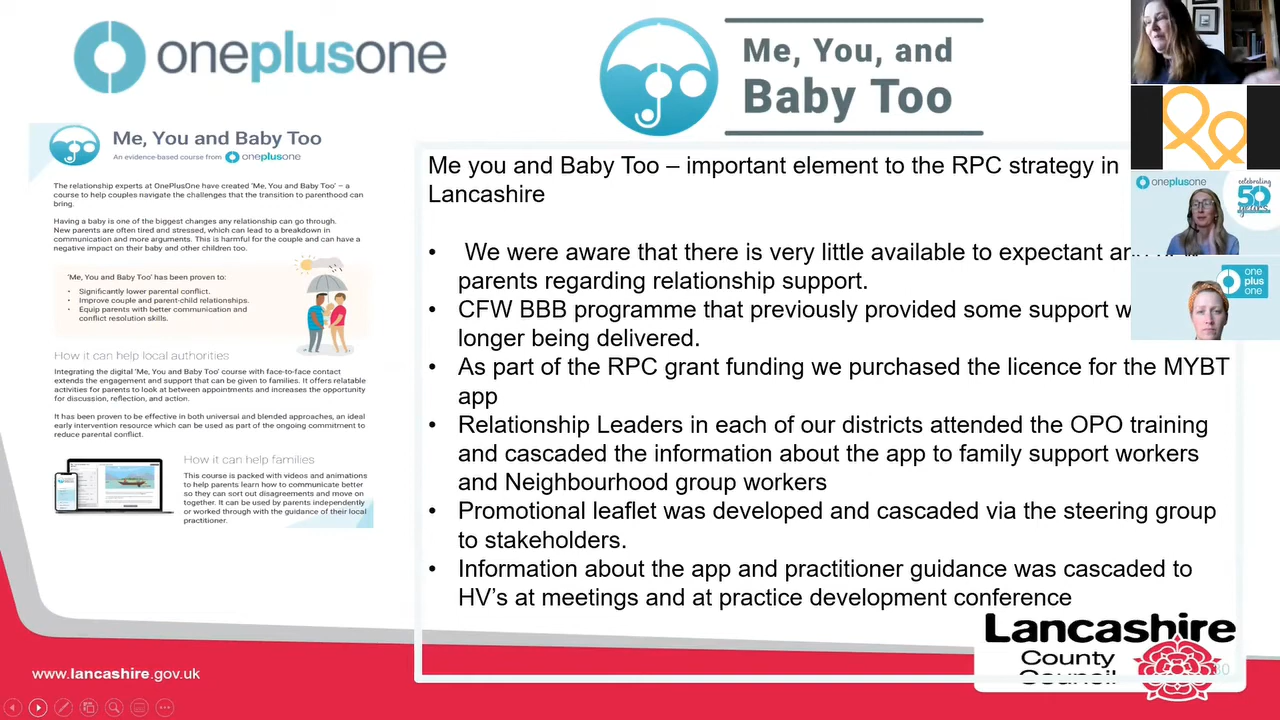 oneplusone
Me, You, and
Baby Too
Me, You and Baby Too
An evidence-based course from oneplusone
The relationship experts at OnePlusOne have created 'Me, You and Baby Too' – a
course to help couples navigate the challenges that the transition to parenthood can
bring.
Having a baby is one of the biggest changes any relationship can go through.
New parents are often tired and stressed, which can lead to a breakdown in
communication and more arguments. This is harmful for the couple and can have a
negative impact on their baby and other children too.
'Me, You and Baby Too' has been proven to:
• Significantly lower parental conflict.
• Improve couple and parent-child relationships.
• Equip parents with better communication and
conflict resolution skills.
How it can help local authorities
Integrating the digital 'Me, You and Baby Too' course with face-to-face contact
extends the engagement and support that can be given to families. It offers relatable
activities for parents to look at between appointments and increases the opportunity
for discussion, reflection, and action.
It has been proven to be effective in both universal and blended approaches, an ideal
early intervention resource which can be used as part of the ongoing commitment to
reduce parental conflict.
How it can help families
This course is packed with videos and animations
to help parents learn how to communicate better
so they can sort out disagreements and move on
together. It can be used by parents independently
or worked through with the guidance of their local
practitioner.
Me you and Baby Too – important element to the RPC strategy in
Lancashire
• We were aware that there is very little available to expectant
parents regarding relationship support.
• CFW BBB programme that previously provided some support
longer being delivered.
• As part of the RPC grant funding we purchased the licence for the MYBT
app
• Relationship Leaders in each of our districts attended the OPO training
and cascaded the information about the app to family support workers
and Neighbourhood group workers
• Promotional leaflet was developed and cascaded via the steering group
to stakeholders.
• Information about the app and practitioner guidance was cascaded to
HV's at meetings and at practice development conference
oneplusone
celebrating
50
years
one
plus
one
www.lancashire.gov.uk
Lancashire
County
Council